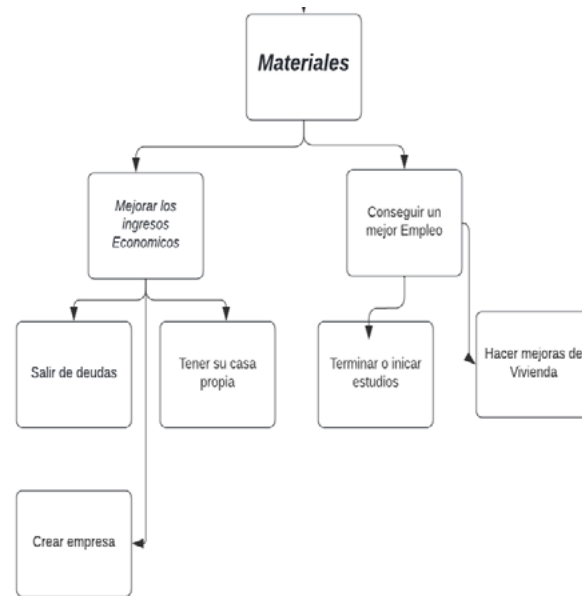 Materiales
Mejorar los
ingresos
Economicos
Conseguir un
mejor Empleo
Salir de deudas
Tener su casa
propia
Terminar o inicar
estudios
Hacer mejoras de
Vivienda
Crear empresa